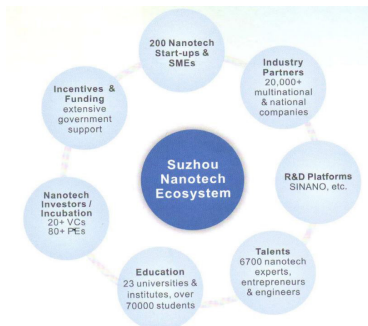 200 Nanotech
Start-ups &
SMEs
Industry
Partners
20,000+
multinational
& national
companies
R&D Platforms
SINANO, etc.
Talents
6700 nanotech
experts,
entrepreneurs
& engineers
Education
23 universities &
institutes, over
70000 students
Nanotech
Investors /
Incubation
20+ VCs
80+ PEs
Incentives &
Funding
extensive
government
support
Suzhou
Nanotech
Ecosystem